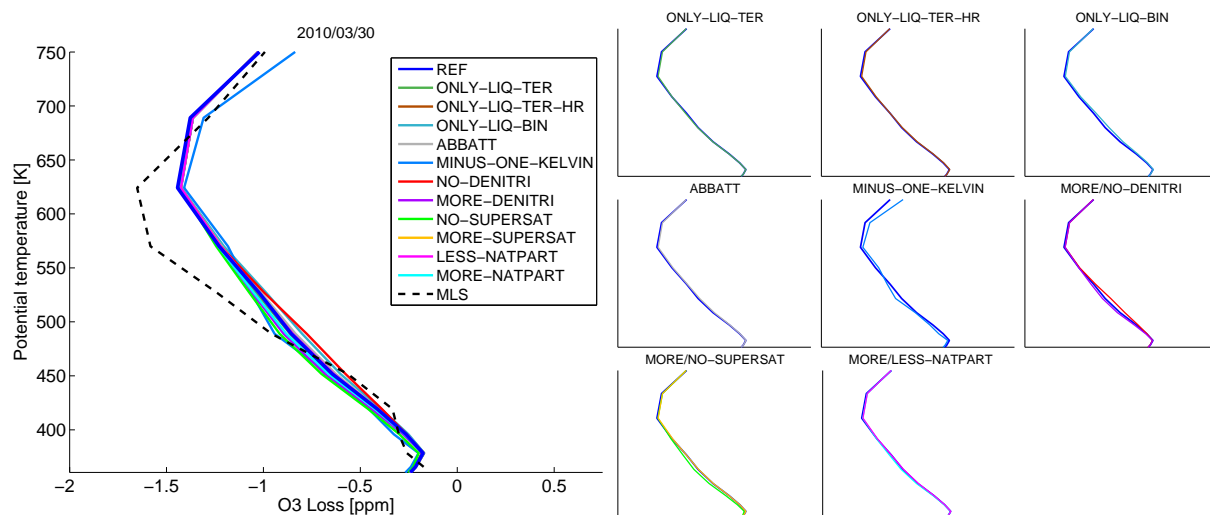 2010/03/30
750
700
650
600
550
500
450
400
Potential temperature [K]
−2
−1.5
−1
−0.5
0
0.5
O3 Loss [ppm]
REF
ONLY−LIQ−TER
ONLY−LIQ−TER−HR
ONLY−LIQ−BIN
ABBATT
MINUS−ONE−KELVIN
NO−DENITRI
MORE−DENITRI
NO−SUPERSAT
MORE−SUPERSAT
LESS−NATPART
MORE−NATPART
MLS
ONLY−LIQ−TER
ONLY−LIQ−TER−HR
ONLY−LIQ−BIN
ABBATT
MINUS−ONE−KELVIN
MORE/NO−DENITRI
MORE/NO−SUPERSAT
MORE/LESS−NATPART